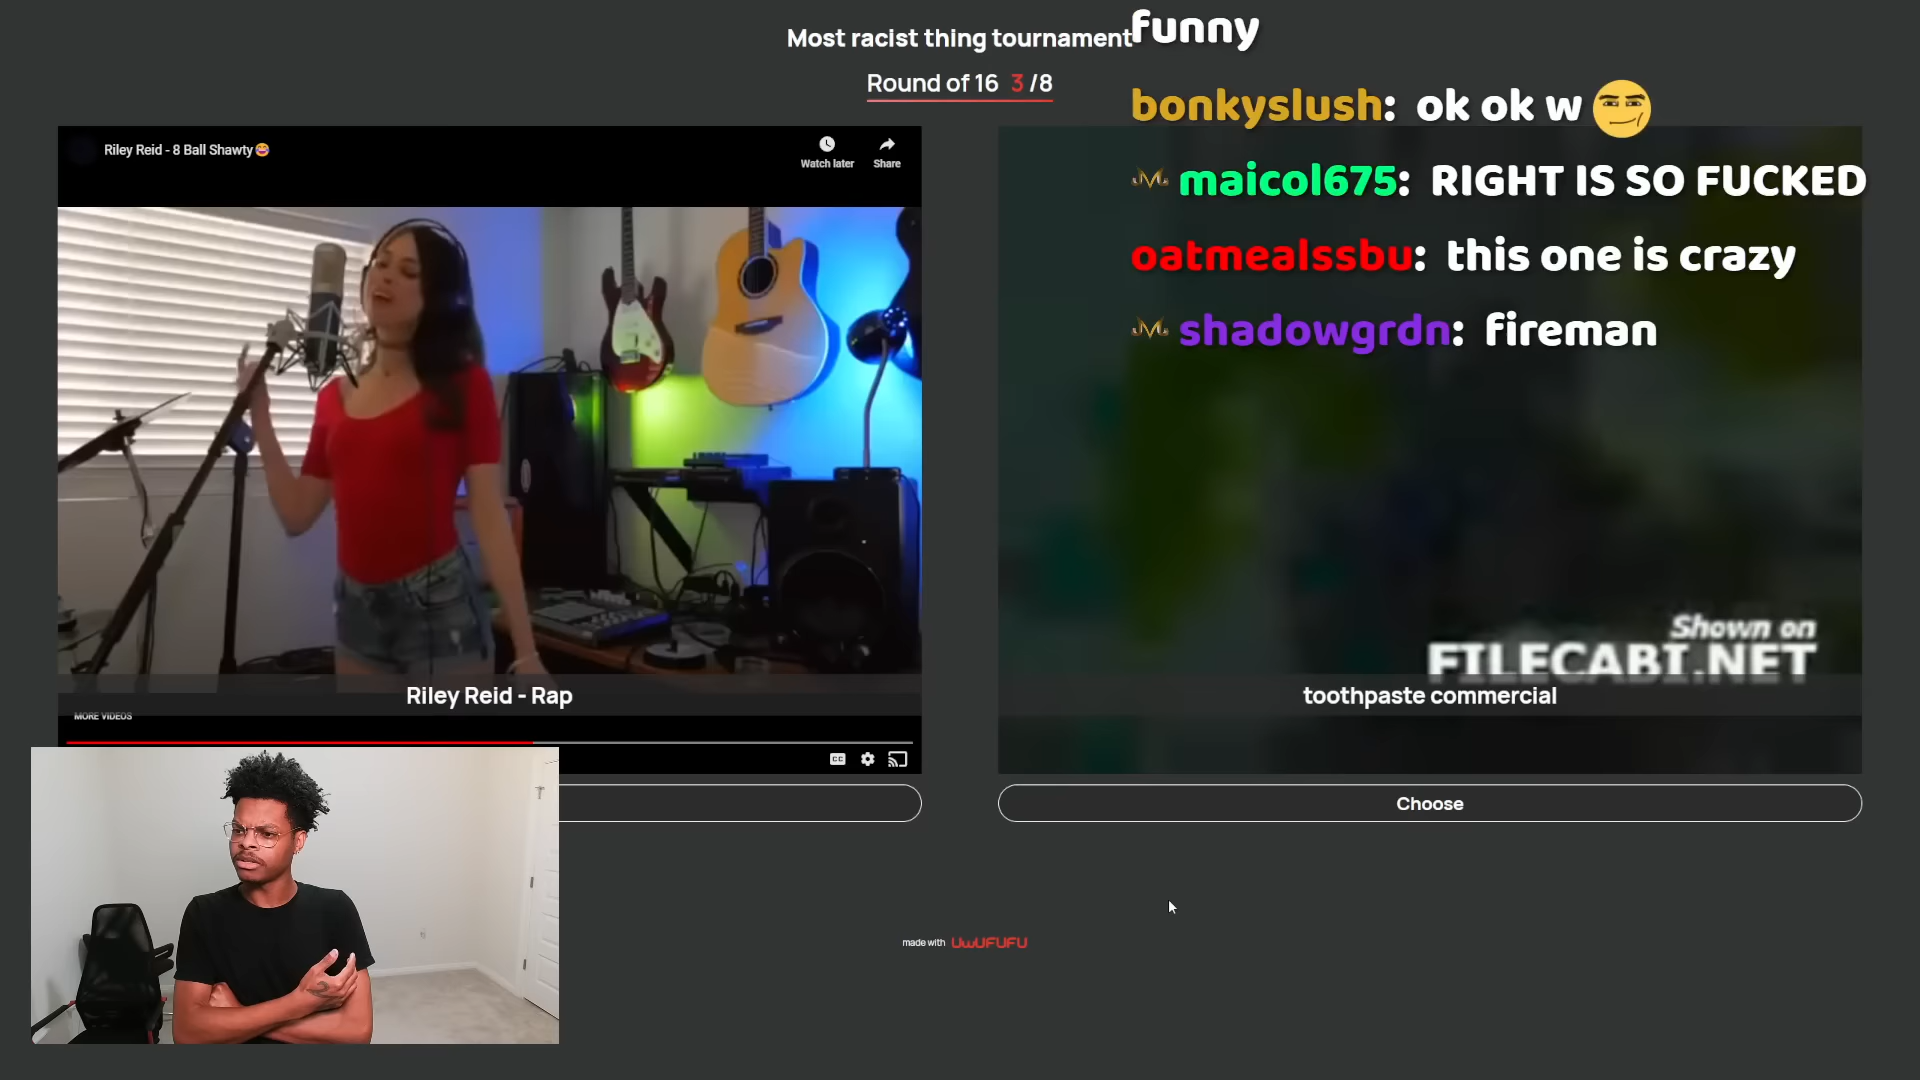 Most racist thing tournament
Round of 16 3 /8
funny
bonkyslush: ok ok w
maicol675: RIGHT IS SO FUCKED
oatmealssbu: this one is crazy
shadowgrdn: fireman
Riley Reid - 8 Ball Shawty😂
Watch later
Share
Riley Reid - Rap
MORE VIDEOS
CC
Shown on
FILECABI.NET
toothpaste commercial
Choose
made with UwUFUFU